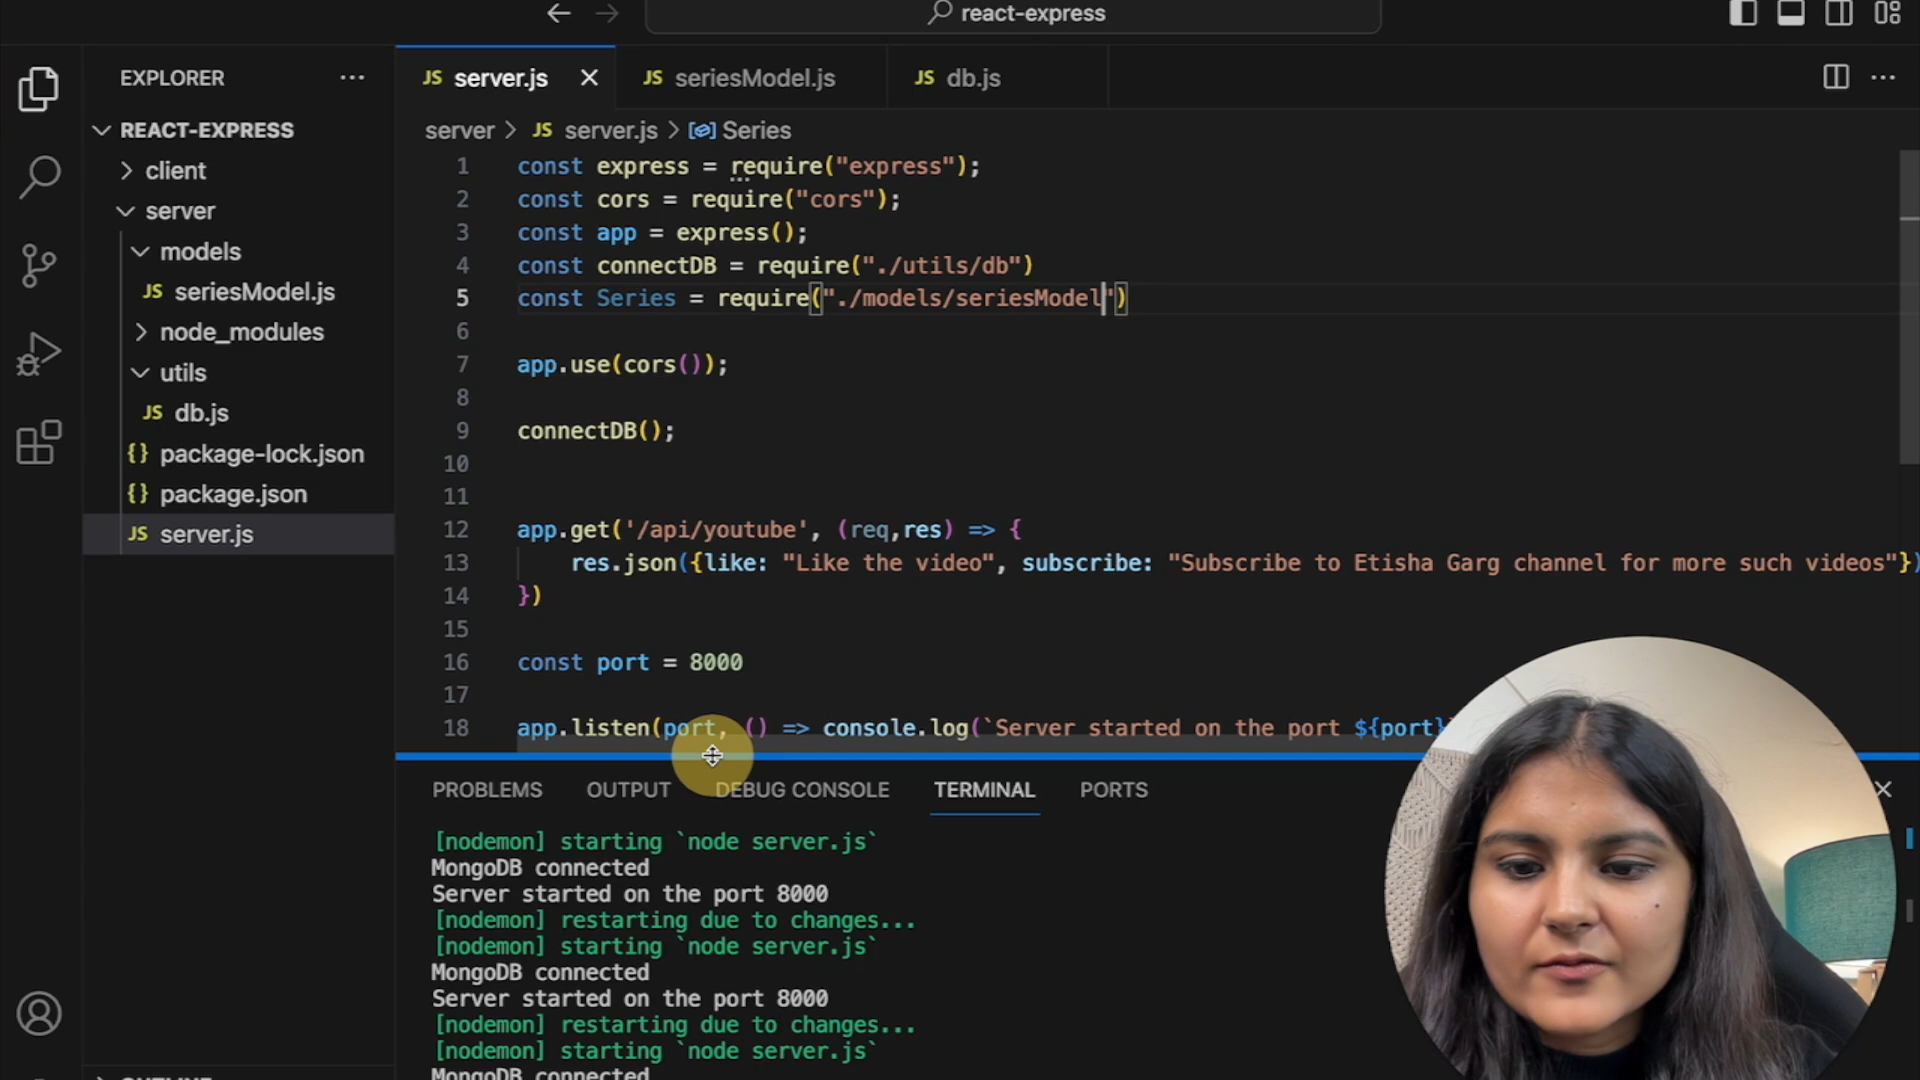 react-express
EXPLORER
REACT-EXPRESS
client
server
models
JS seriesModel.js
node_modules
utils
JS db.js
{} package-lock.json
{} package.json
JS server.js
JS server.js
JS seriesModel.js
JS db.js
server > JS server.js > Series
1 const express = require("express");
2 const cors = require("cors");
3 const app = express();
4 const connectDB = require("./utils/db")
5 const Series = require("./models/seriesModel")
6
7 app.use(cors());
8
9 connectDB();
10
11
12 app.get('/api/youtube', (req,res) => {
13 res.json({like: "Like the video", subscribe: "Subscribe to Etisha Garg channel for more such videos"})
14 })
15
16 const port = 8000
17
18 app.listen(port, () => console.log(`Server started on the port ${port}
PROBLEMS OUTPUT DEBUG CONSOLE TERMINAL PORTS
[nodemon] starting `node server.js`
MongoDB connected
Server started on the port 8000
[nodemon] restarting due to changes...
[nodemon] starting `node server.js`
MongoDB connected
Server started on the port 8000
[nodemon] restarting due to changes...
[nodemon] starting `node server.js`
MongoDB connected